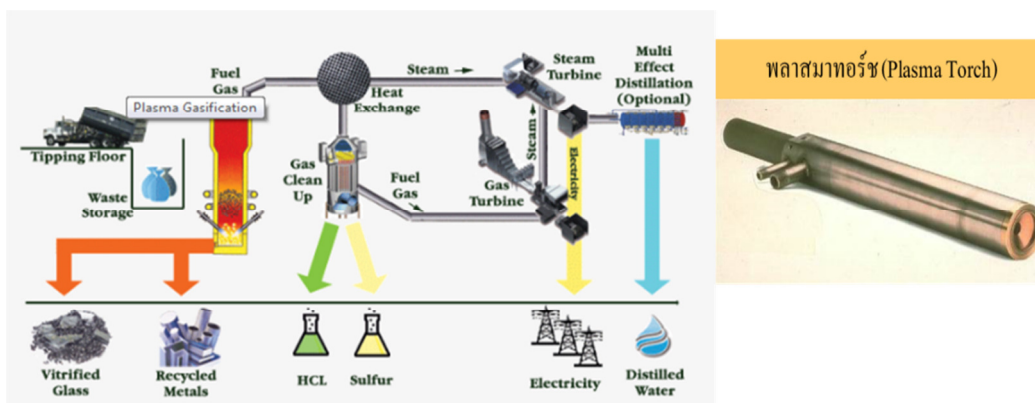 Fuel
Gas
Plasma Gasification
Tipping Floor
Waste
Storage
Heat
Exchange
Steam
Gas
Clean
Up
Fuel
Gas
Steam
Turbine
Steam
Gas
Turbine
Electricity
Multi
Effect
Distillation
(Optional)
Vitrified
Glass
Recycled
Metals
HCL
Sulfur
Electricity
Distilled
Water
พลาสมาทอร์ช (Plasma Torch)